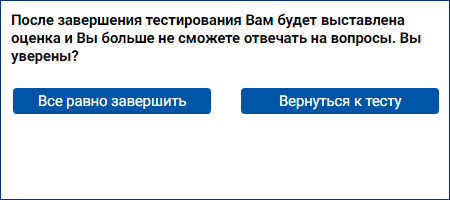 После завершения тестирования Вам будет выставлена
оценка и Вы больше не сможете отвечать на вопросы. Вы
уверены?
Все равно завершить
Вернуться к тесту